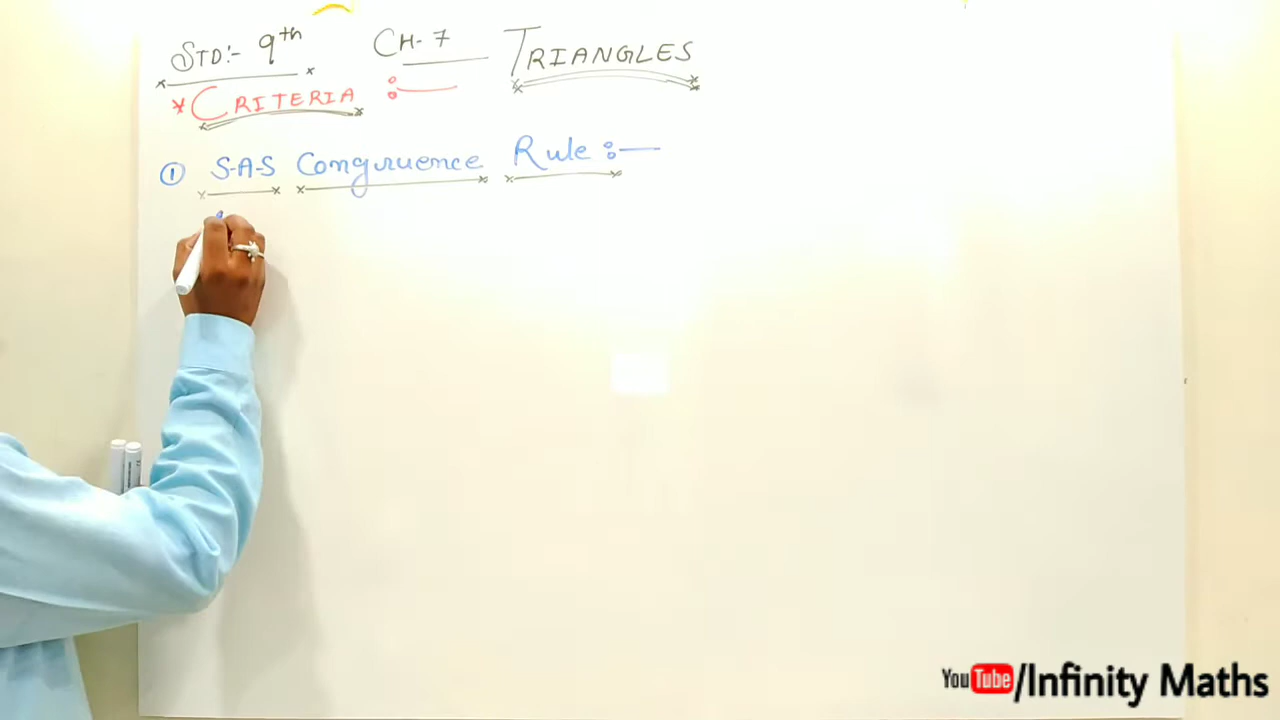 STD:- 9th CH-7 TRIANGLES
* CRITERIA :-
① S-A-S Congruence Rule :-
YouTube/Infinity Maths